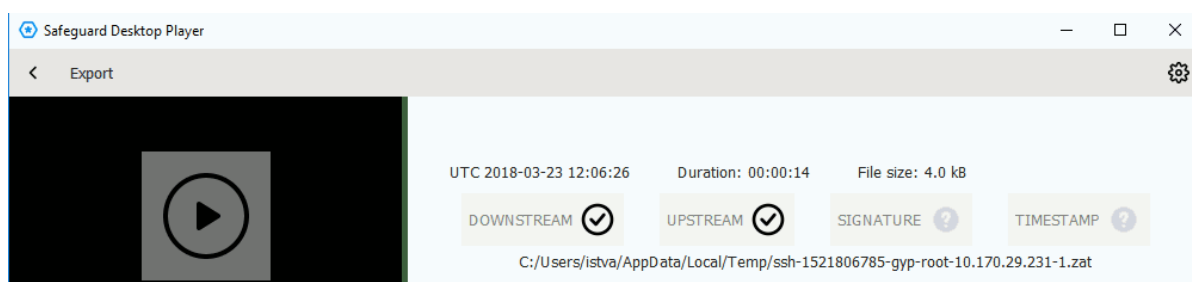 Safeguard Desktop Player
Export
UTC 2018-03-23 12:06:26 Duration: 00:00:14 File size: 4.0 kB
DOWNSTREAM UPSTREAM SIGNATURE ? TIMESTAMP ?
C:/Users/istva/AppData/Local/Temp/ssh-1521806785-gyp-root-10.170.29.231-1.zat